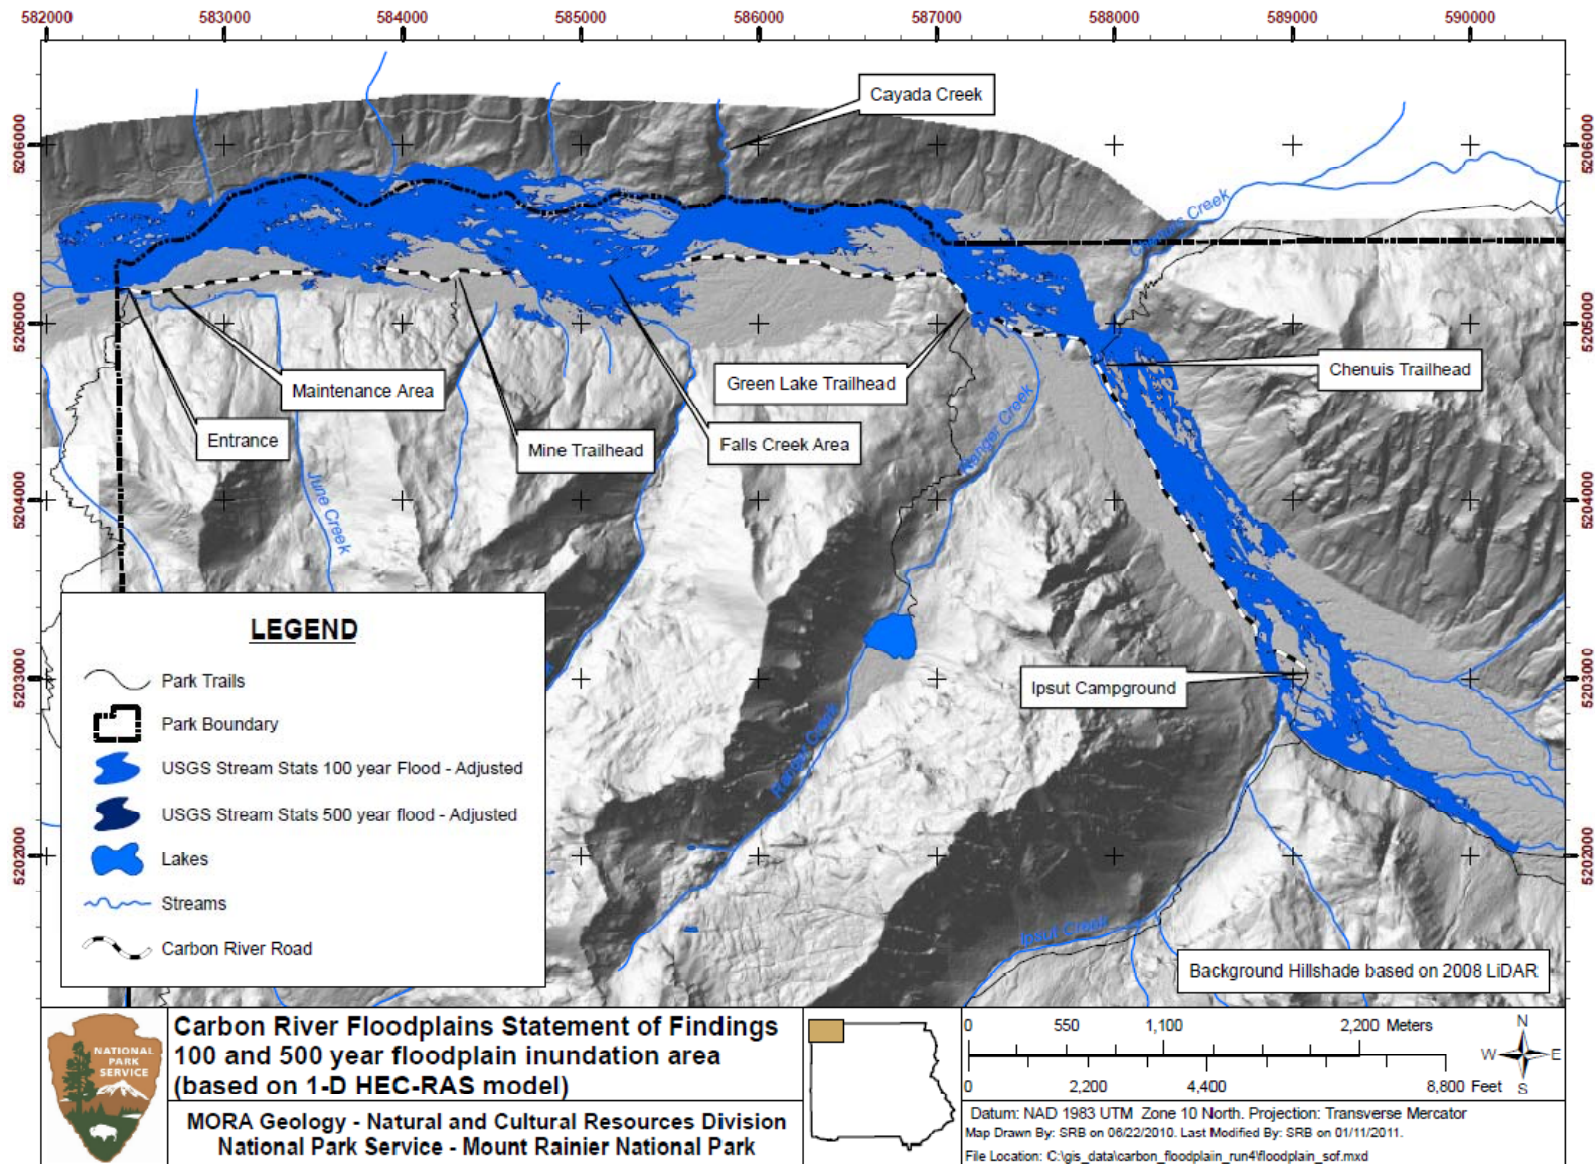 582000 583000 584000 585000 586000 587000 588000 589000 590000
5206000 5206000
5205000 5205000
5204000 5204000
5203000 5203000
5202000 5202000
Cayada Creek
Chenuis Creek
Maintenance Area
Entrance
Mine Trailhead
Falls Creek Area
Green Lake Trailhead
Chenuis Trailhead
Ranger Creek
June Creek
Ipsut Campground
Ranger Creek
Ipsut Creek
LEGEND
Park Trails
Park Boundary
USGS Stream Stats 100 year Flood - Adjusted
USGS Stream Stats 500 year flood - Adjusted
Lakes
Streams
Carbon River Road
Background Hillshade based on 2008 LiDAR
NATIONAL
PARK
SERVICE
Carbon River Floodplains Statement of Findings
100 and 500 year floodplain inundation area
(based on 1-D HEC-RAS model)
MORA Geology - Natural and Cultural Resources Division
National Park Service - Mount Rainier National Park
0 550 1,100 2,200 Meters
0 2,200 4,400 8,800 Feet
N
W E
S
Datum: NAD 1983 UTM Zone 10 North. Projection: Transverse Mercator
Map Drawn By: SRB on 06/22/2010. Last Modified By: SRB on 01/11/2011.
File Location: C:\gis_data\carbon_floodplain_run4\floodplain_sof.mxd